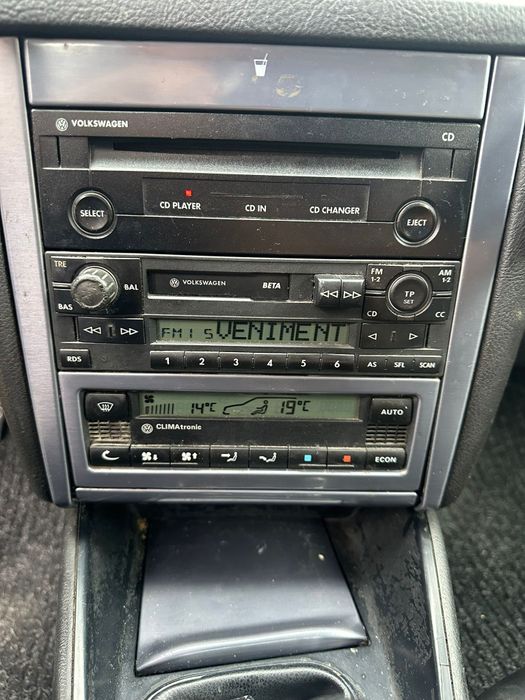 VOLKSWAGEN CD
SELECT CD PLAYER CD IN CD CHANGER EJECT
TRE BAL BAS
VOLKSWAGEN BETA
FM 1-2 AM 1-2
TP SET
CD CC
FM1 5 VENIMENT
RDS 1 2 3 4 5 6 AS SFL SCAN
14°C 19°C AUTO
CLIMAtronic
ECON